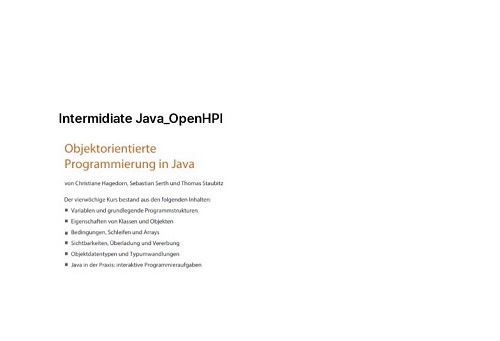 Intermidiate Java_OpenHPI
Objektorientierte
Programmierung in Java
von Christiane Hagedorn, Sebastian Serth und Thomas Staubitz
Der vierwöchige Kurs bestand aus den folgenden Inhalten:
Variablen und grundlegende Programmstrukturen
Eigenschaften von Klassen und Objekten
Bedingungen, Schleifen und Arrays
Sichtbarkeiten, Überladung und Vererbung
Objektdatentypen und Typumwandlungen
Java in der Praxis: interaktive Programmieraufgaben